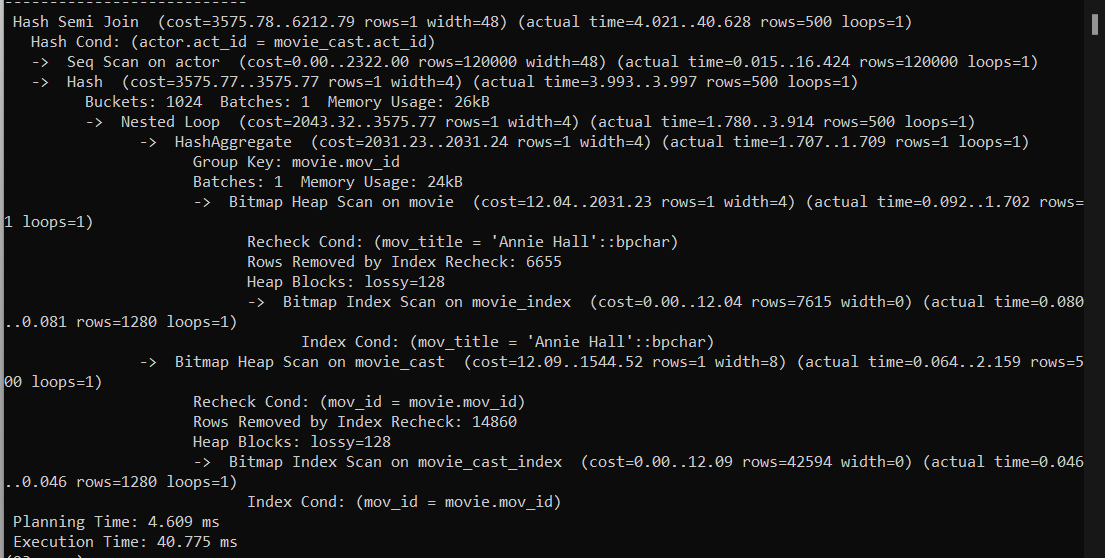 ---------------------------
Hash Semi Join  (cost=3575.78..6212.79 rows=1 width=48) (actual time=4.021..40.628 rows=500 loops=1)
Hash Cond: (actor.act_id = movie_cast.act_id)
->  Seq Scan on actor  (cost=0.00..2322.00 rows=120000 width=48) (actual time=0.015..16.424 rows=120000 loops=1)
->  Hash  (cost=3575.77..3575.77 rows=1 width=4) (actual time=3.993..3.997 rows=500 loops=1)
Buckets: 1024  Batches: 1  Memory Usage: 26kB
->  Nested Loop  (cost=2043.32..3575.77 rows=1 width=4) (actual time=1.780..3.914 rows=500 loops=1)
->  HashAggregate  (cost=2031.23..2031.24 rows=1 width=4) (actual time=1.707..1.709 rows=1 loops=1)
Group Key: movie.mov_id
Batches: 1  Memory Usage: 24kB
->  Bitmap Heap Scan on movie  (cost=12.04..2031.23 rows=1 width=4) (actual time=0.092..1.702 rows=
1 loops=1)
Recheck Cond: (mov_title = 'Annie Hall'::bpchar)
Rows Removed by Index Recheck: 6655
Heap Blocks: lossy=128
->  Bitmap Index Scan on movie_index  (cost=0.00..12.04 rows=7615 width=0) (actual time=0.080
..0.081 rows=1280 loops=1)
Index Cond: (mov_title = 'Annie Hall'::bpchar)
->  Bitmap Heap Scan on movie_cast  (cost=12.09..1544.52 rows=1 width=8) (actual time=0.064..2.159 rows=5
00 loops=1)
Recheck Cond: (mov_id = movie.mov_id)
Rows Removed by Index Recheck: 14860
Heap Blocks: lossy=128
->  Bitmap Index Scan on movie_cast_index  (cost=0.00..12.09 rows=42594 width=0) (actual time=0.046
..0.046 rows=1280 loops=1)
Index Cond: (mov_id = movie.mov_id)
Planning Time: 4.609 ms
Execution Time: 40.775 ms